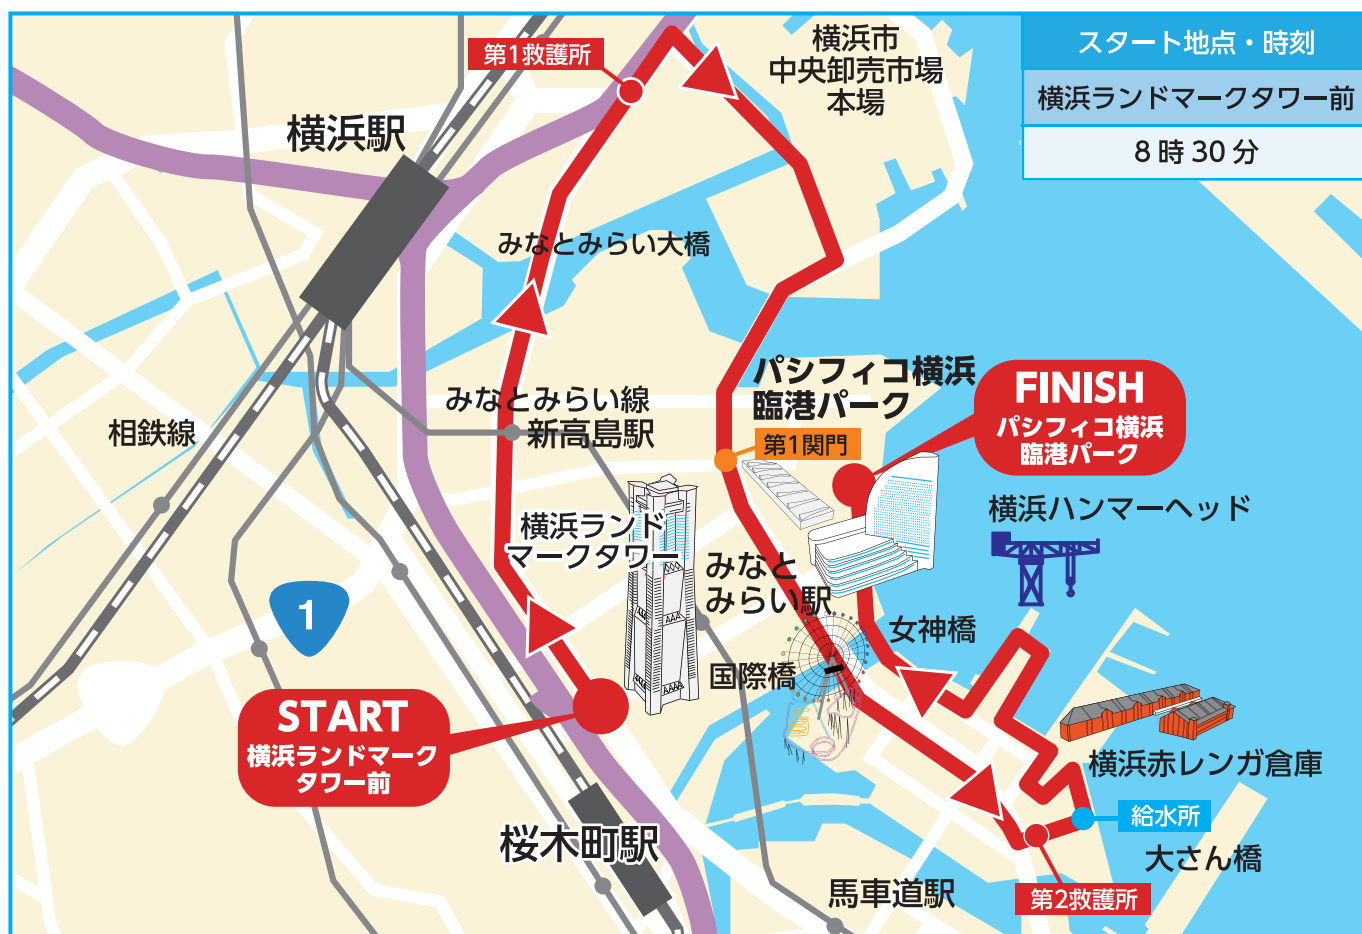 第1救護所
横浜市
中央卸売市場
本場
スタート地点・時刻
横浜ランドマークタワー前
8時30分
横浜駅
みなとみらい大橋
パシフィコ横浜
臨港パーク
FINISH
パシフィコ横浜
臨港パーク
みなとみらい線
新高島駅
相鉄線
第1関門
横浜ランド
マークタワー
横浜ハンマーヘッド
みなと
みらい駅
1
女神橋
国際橋
START
横浜ランドマーク
タワー前
横浜赤レンガ倉庫
給水所
桜木町駅
大さん橋
馬車道駅
第2救護所